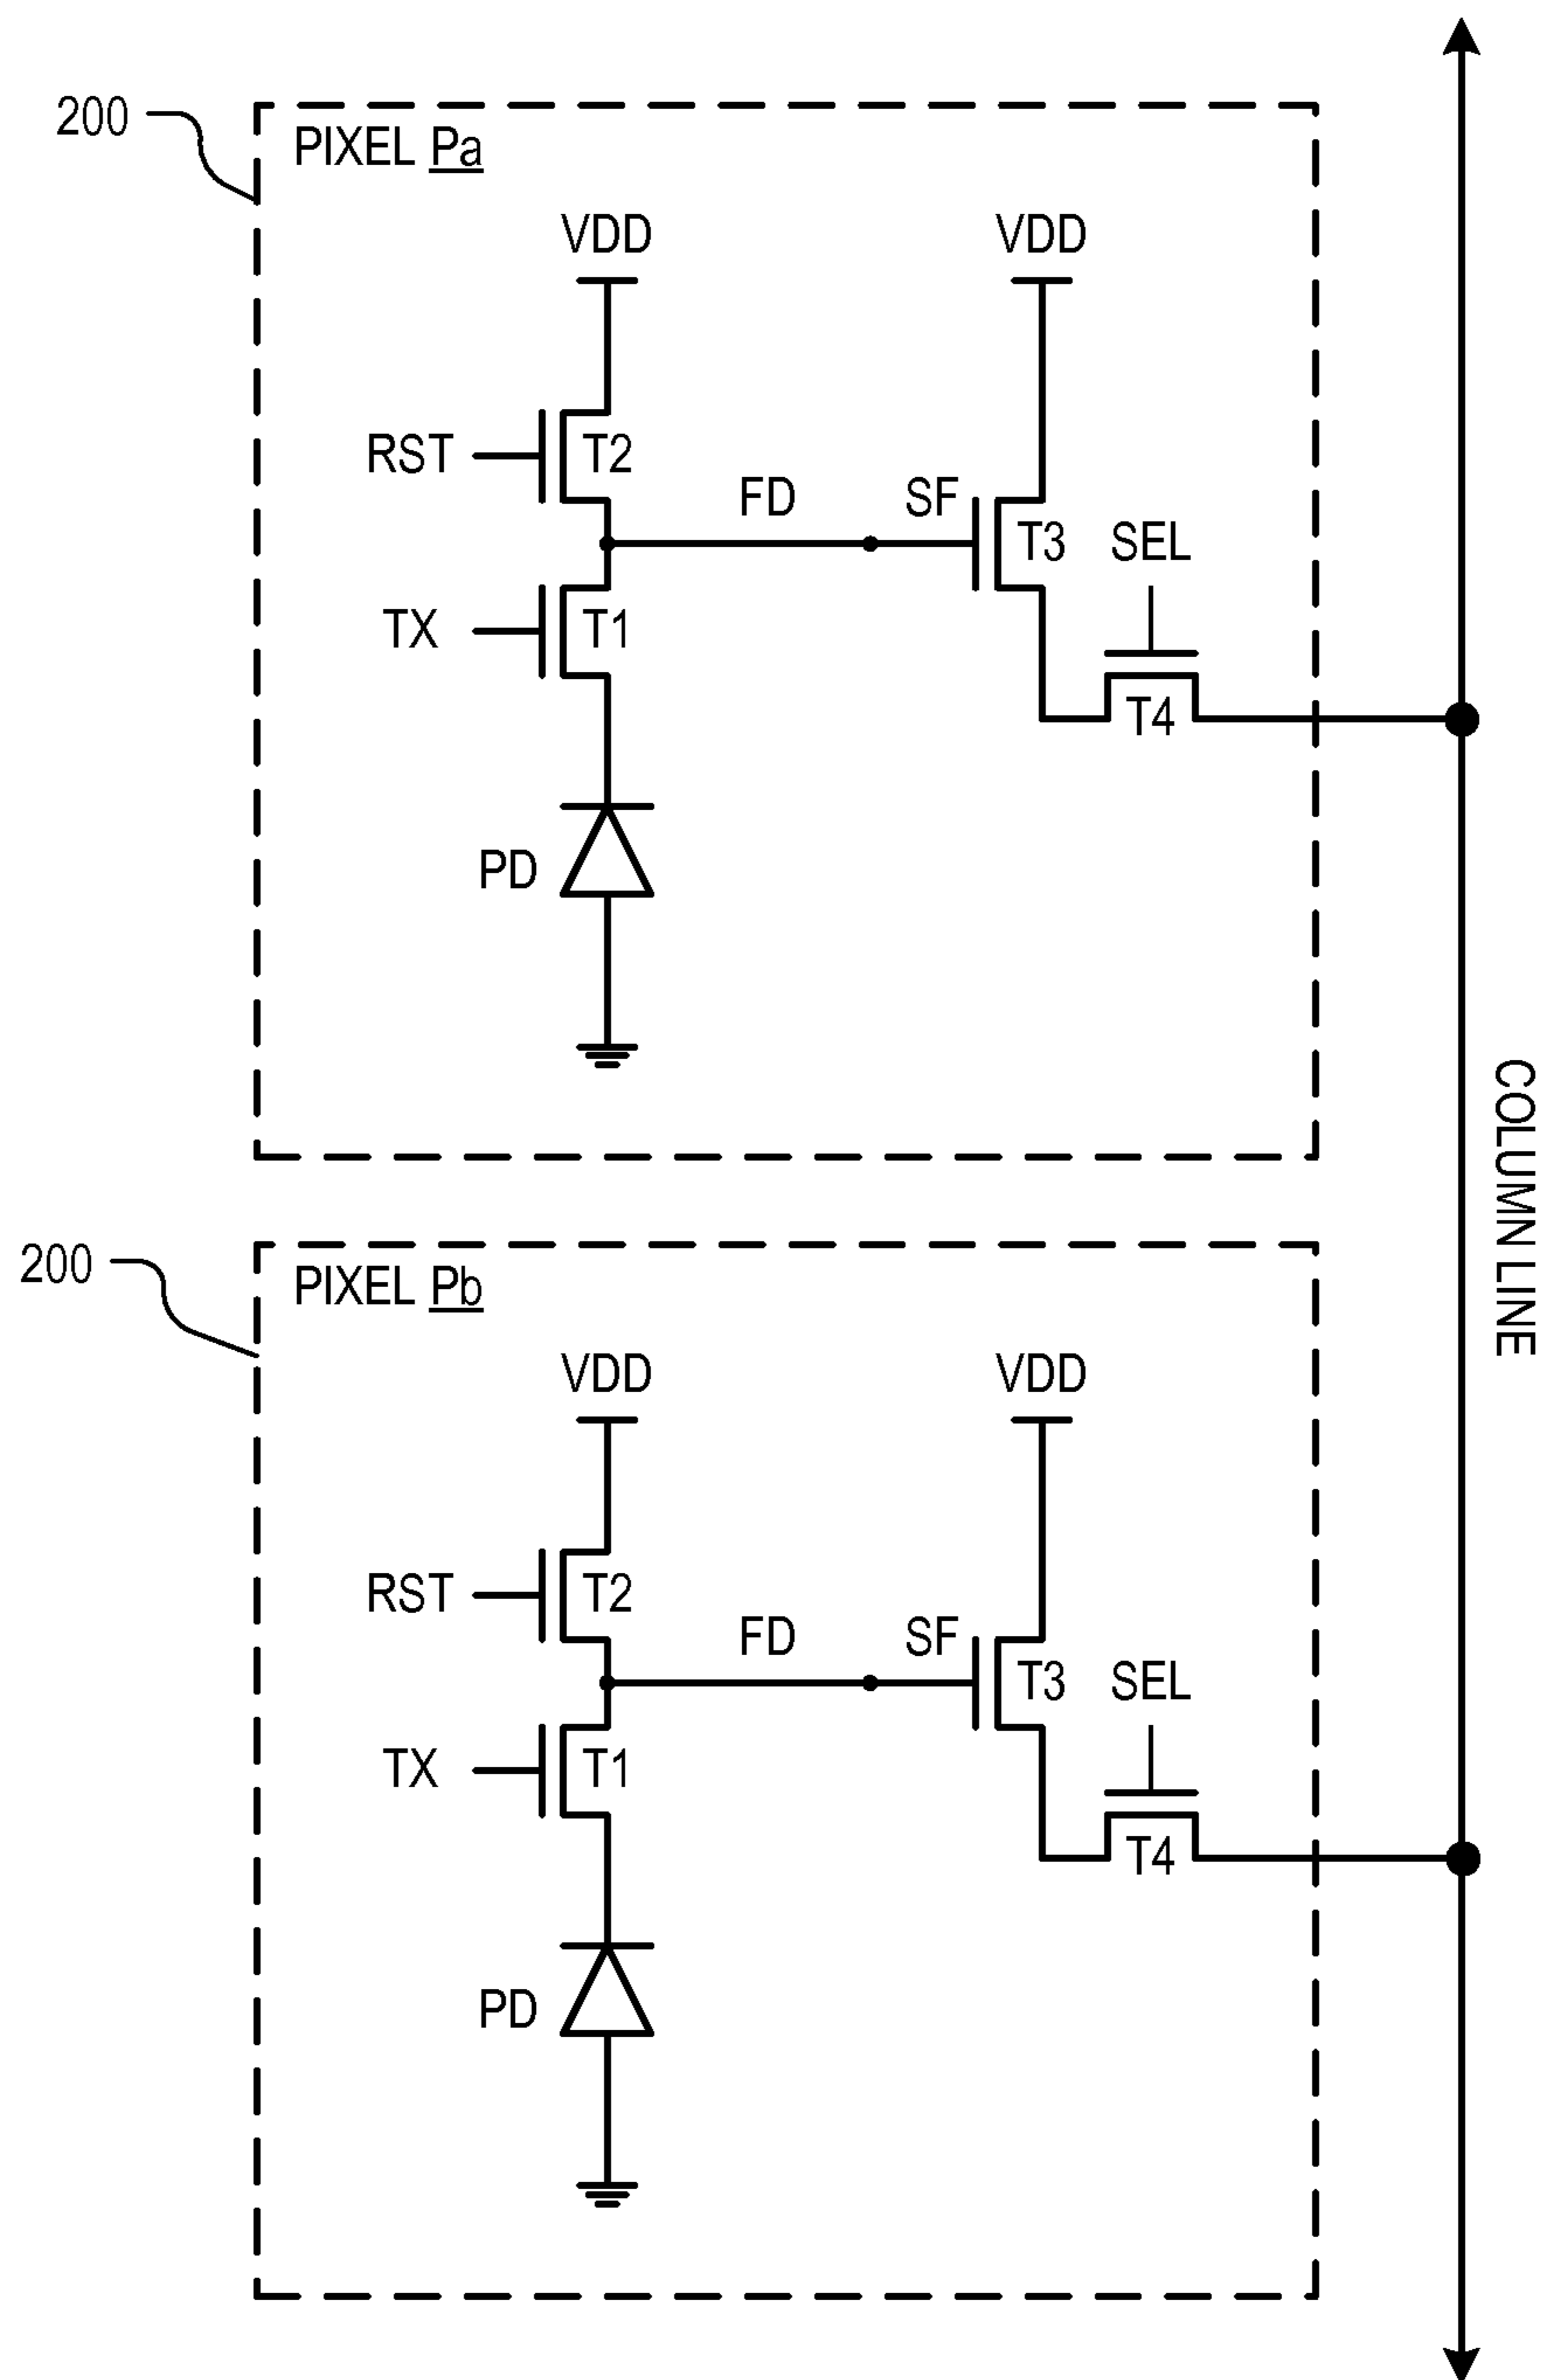 200
PIXEL Pa
VDD
VDD
RST
T2
FD
SF
T3
SEL
TX
T1
T4
PD
COLUMN LINE
200
PIXEL Pb
VDD
VDD
RST
T2
FD
SF
T3
SEL
TX
T1
T4
PD